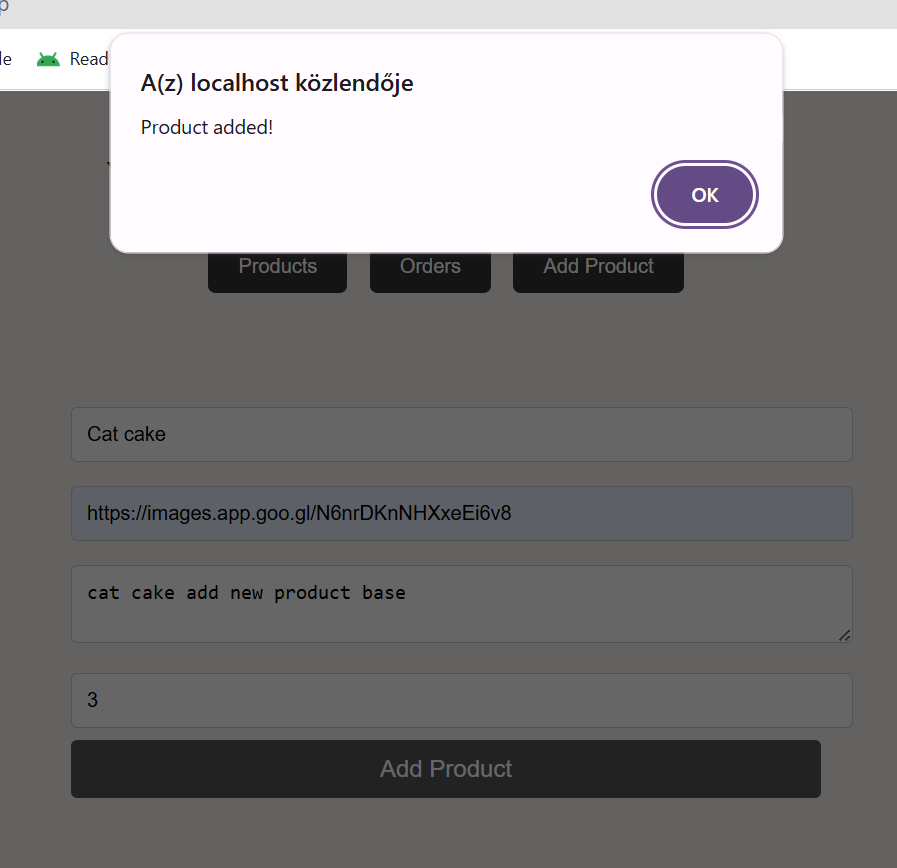 p
le
Read
A(z) localhost közlendője
Product added!
OK
Products
Orders
Add Product
Cat cake
https://images.app.goo.gl/N6nrDKnNHXxeEi6v8
cat cake add new product base
3
Add Product